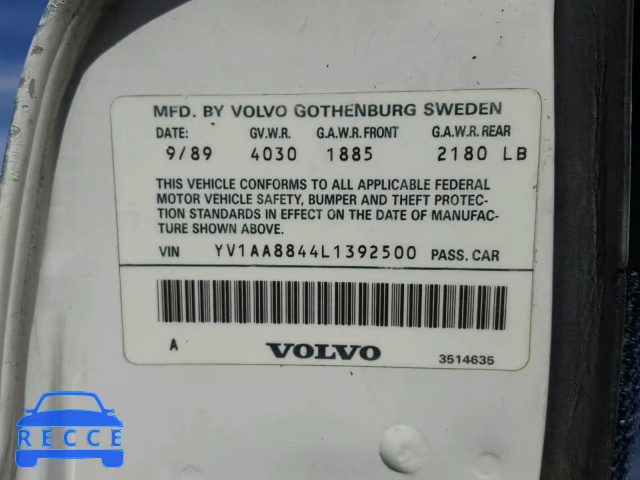 MFD. BY VOLVO GOTHENBURG SWEDEN
DATE: G.V.W.R. G.A.W.R. FRONT G.A.W.R. REAR
9/89 4030 1885 2180 LB
THIS VEHICLE CONFORMS TO ALL APPLICABLE FEDERAL
MOTOR VEHICLE SAFETY, BUMPER AND THEFT PROTEC-
TION STANDARDS IN EFFECT ON THE DATE OF MANUFAC-
TURE SHOWN ABOVE.
VIN YV1AA8844L1392500 PASS. CAR
A VOLVO 3514635
RECCE